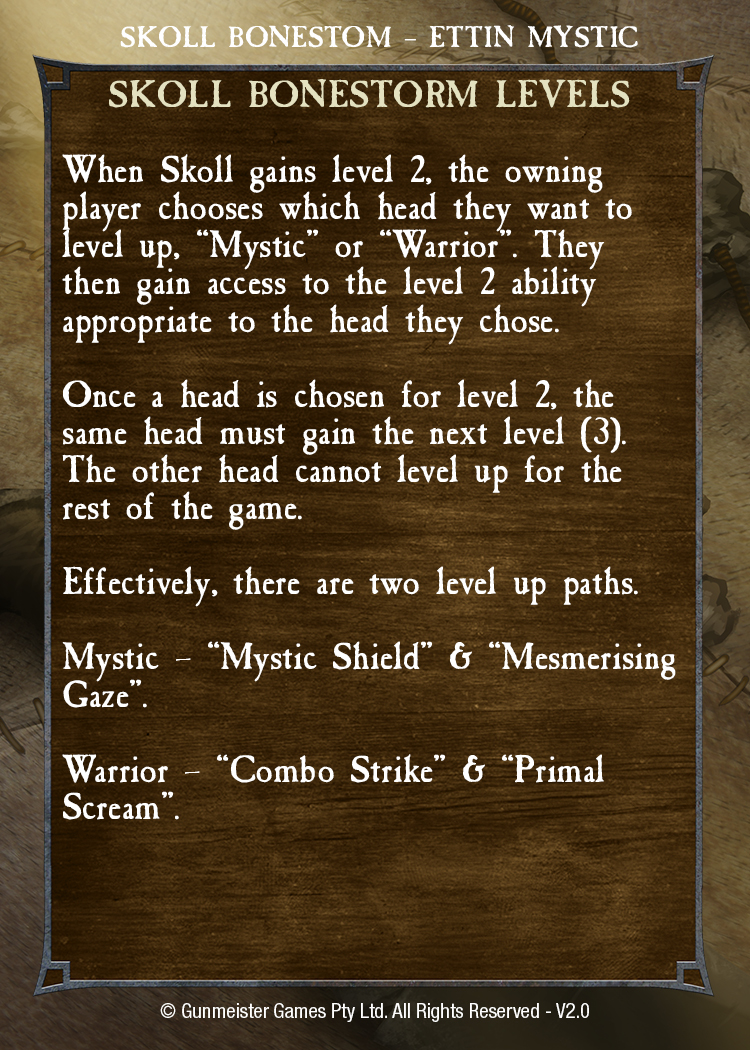 SKOLL BONESTOM – ETTIN MYSTIC
SKOLL BONESTORM LEVELS
When Skoll gains level 2, the owning
player chooses which head they want to
level up, “Mystic” or “Warrior”. They
then gain access to the level 2 ability
appropriate to the head they chose.
Once a head is chosen for level 2, the
same head must gain the next level (3).
The other head cannot level up for the
rest of the game.
Effectively, there are two level up paths.
Mystic – “Mystic Shield” & “Mesmerising
Gaze”.
Warrior – “Combo Strike” & “Primal
Scream”.
© Gunmeister Games Pty Ltd. All Rights Reserved - V2.0